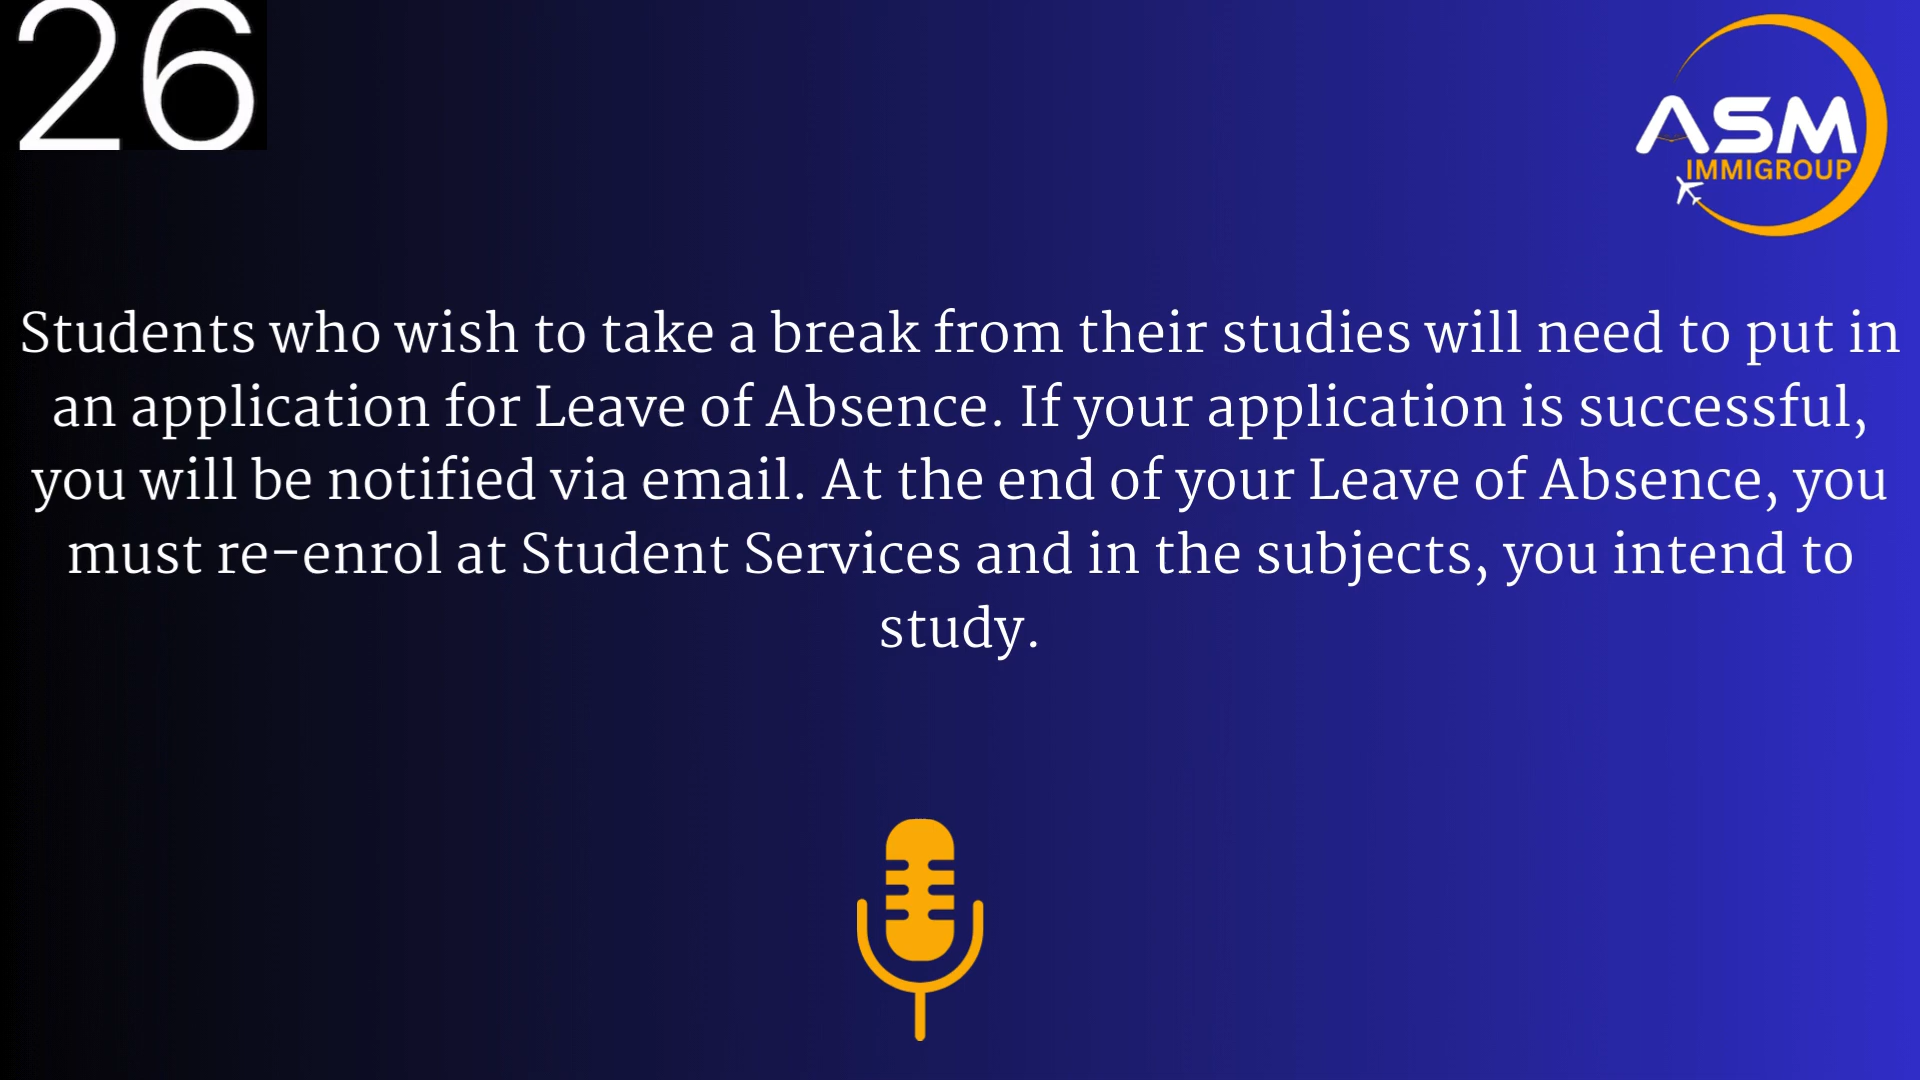 26
ASM
IMMIGROUP
Students who wish to take a break from their studies will need to put in
an application for Leave of Absence. If your application is successful,
you will be notified via email. At the end of your Leave of Absence, you
must re-enrol at Student Services and in the subjects, you intend to
study.